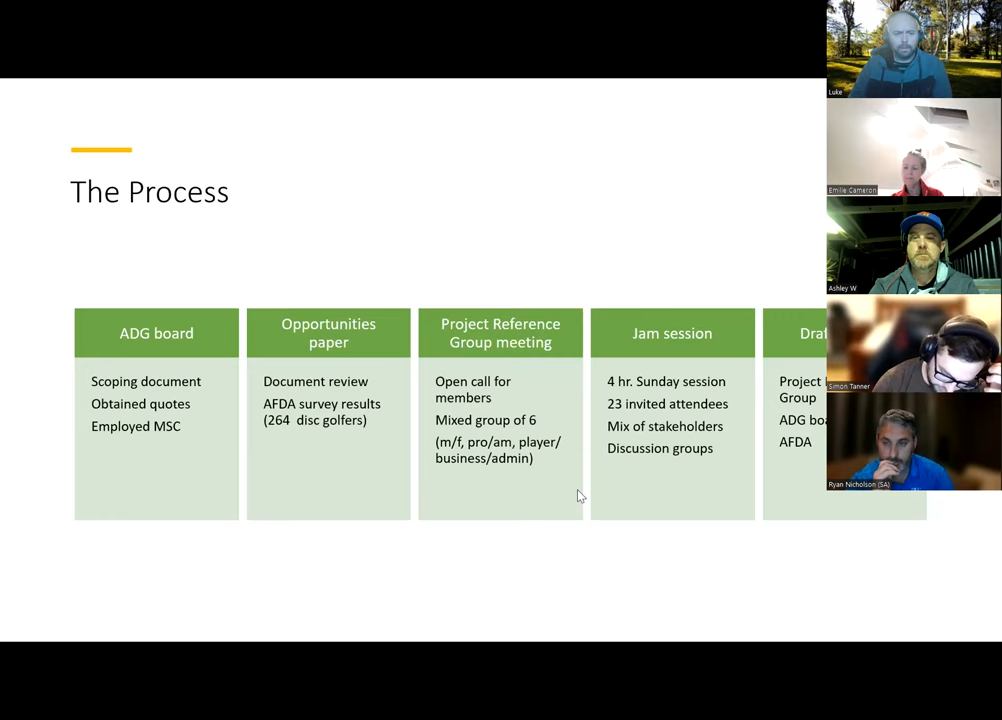 The Process
ADG board
Scoping document
Obtained quotes
Employed MSC
Opportunities
paper
Document review
AFDA survey results
(264 disc golfers)
Project Reference
Group meeting
Open call for
members
Mixed group of 6
(m/f, pro/am, player/
business/admin)
Jam session
4 hr. Sunday session
23 invited attendees
Mix of stakeholders
Discussion groups
Project
Group
ADG
AFDA
Luke
Emilie Cameron
Ashley W
Simon Tanner
Ryan Nicholson (SA)